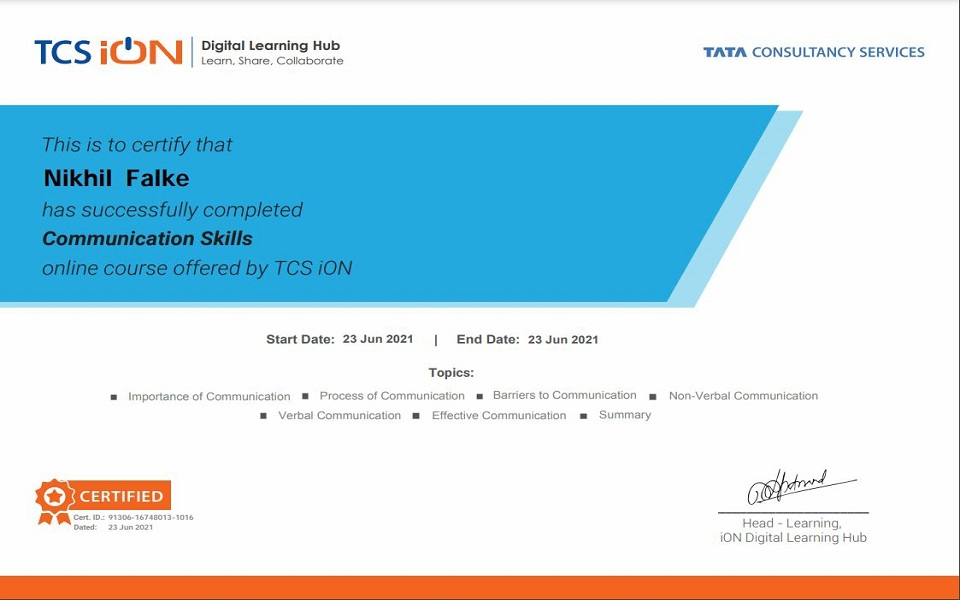 TCS iON Digital Learning Hub
Learn, Share, Collaborate
TATA CONSULTANCY SERVICES
This is to certify that
Nikhil Falke
has successfully completed
Communication Skills
online course offered by TCS iON
Start Date: 23 Jun 2021 | End Date: 23 Jun 2021
Topics:
■ Importance of Communication ■ Process of Communication ■ Barriers to Communication ■ Non-Verbal Communication
■ Verbal Communication ■ Effective Communication ■ Summary
CERTIFIED
Cert. ID.: 91306-16748013-1016
Dated: 23 Jun 2021
Head - Learning,
iON Digital Learning Hub